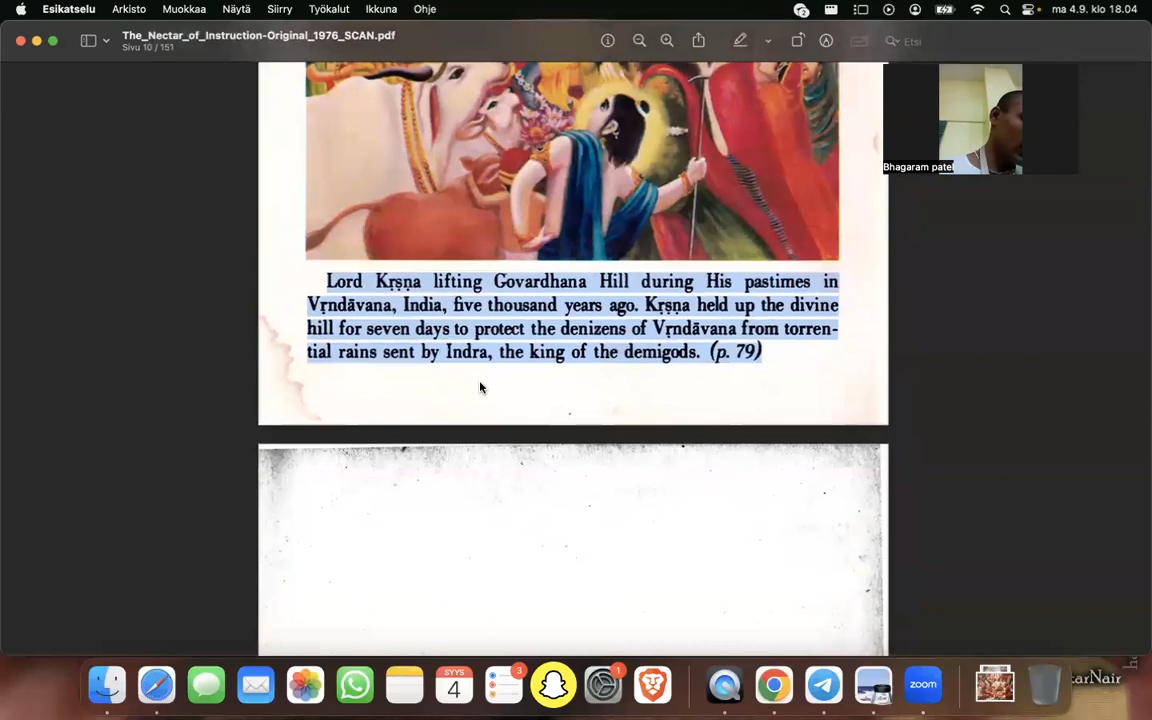 Esikatselu Arkisto Muokkaa Näytä Siirry Työkalut Ikkuna Ohje
2
ma 4.9. klo 18.04
The_Nectar_of_Instruction-Original_1976_SCAN.pdf
Sivu 10 / 151
Etsi
Bhagaram patel
Lord Kṛṣṇa lifting Govardhana Hill during His pastimes in
Vṛndāvana, India, five thousand years ago. Kṛṣṇa held up the divine
hill for seven days to protect the denizens of Vṛndāvana from torren-
tial rains sent by Indra, the king of the demigods. (p. 79)
SYYS
4
3
1
zoom